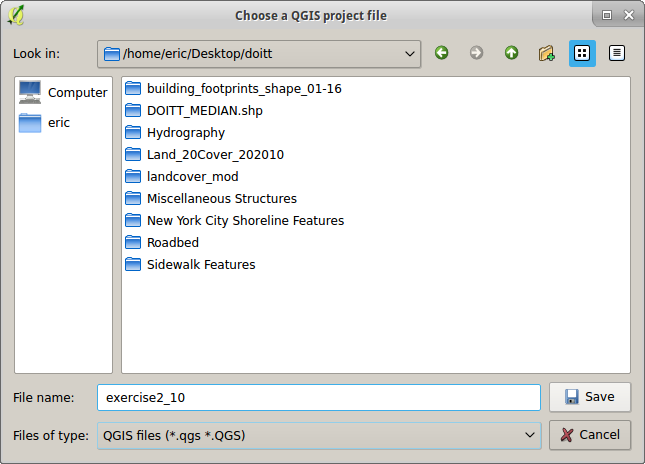 Choose a QGIS project file
Look in: /home/eric/Desktop/doitt
Computer
eric
building_footprints_shape_01-16
DOITT_MEDIAN.shp
Hydrography
Land_20Cover_202010
landcover_mod
Miscellaneous Structures
New York City Shoreline Features
Roadbed
Sidewalk Features
File name: exercise2_10 Save
Files of type: QGIS files (*.qgs *.QGS) Cancel